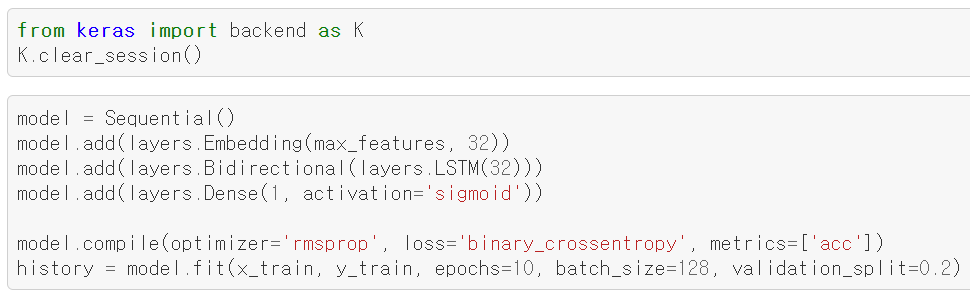 from keras import backend as K
K.clear_session()
model = Sequential()
model.add(layers.Embedding(max_features, 32))
model.add(layers.Bidirectional(layers.LSTM(32)))
model.add(layers.Dense(1, activation='sigmoid'))
model.compile(optimizer='rmsprop', loss='binary_crossentropy', metrics=['acc'])
history = model.fit(x_train, y_train, epochs=10, batch_size=128, validation_split=0.2)